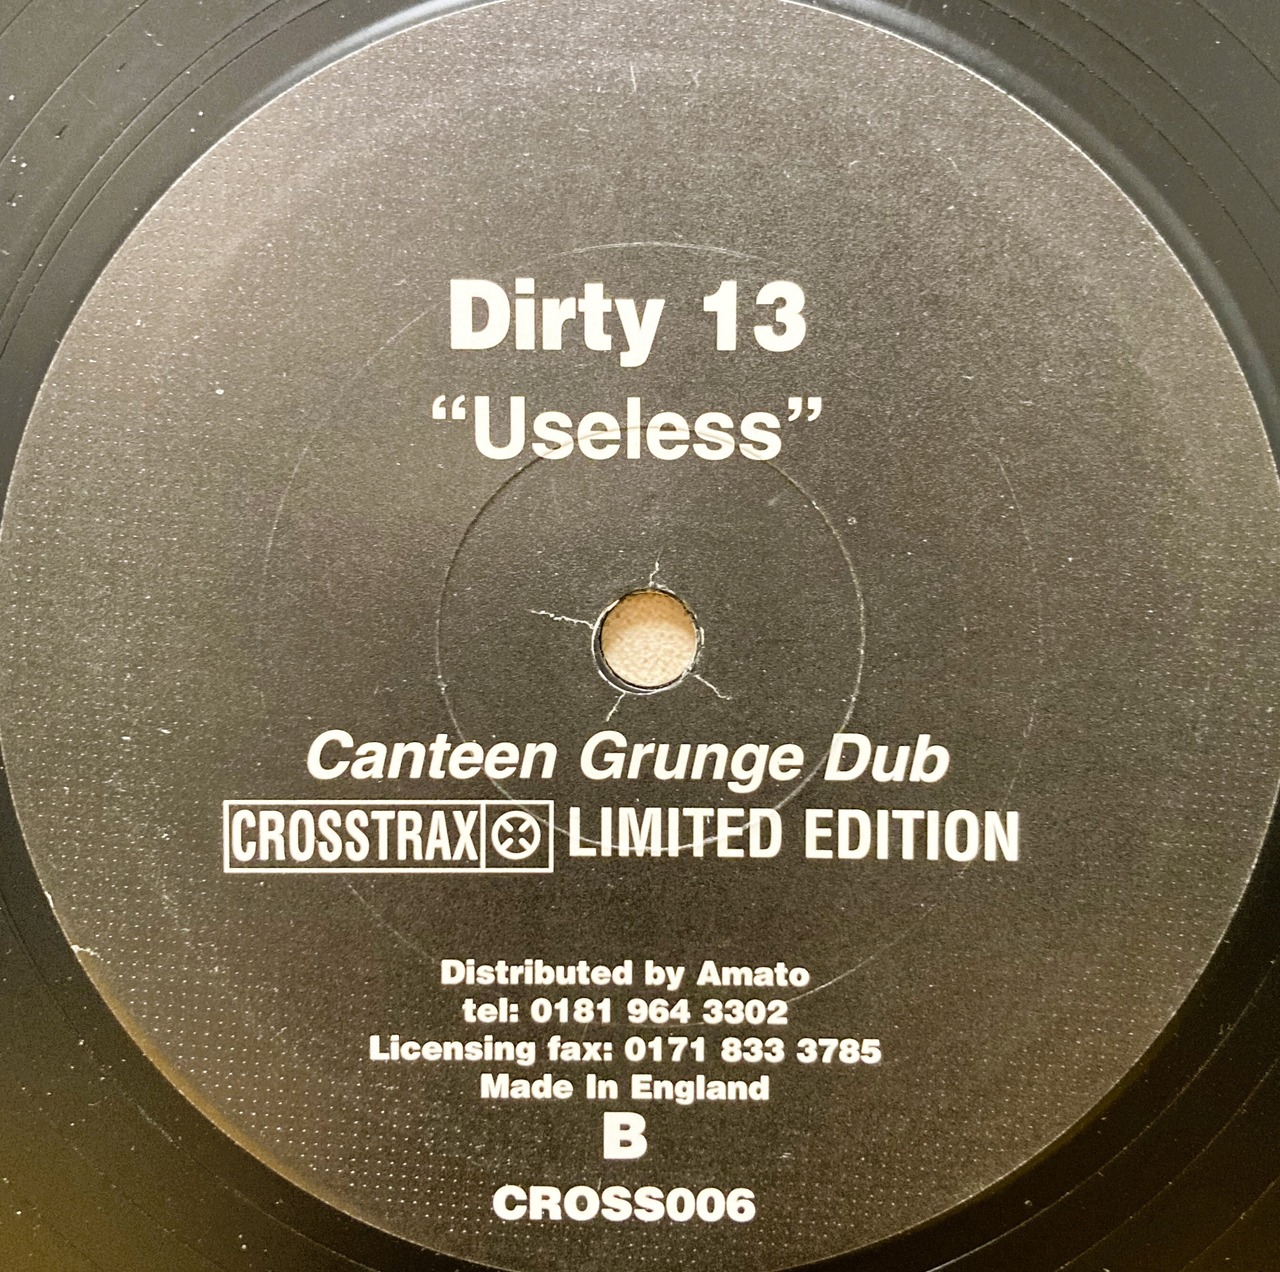 Dirty 13
“Useless”
Canteen Grunge Dub
CROSSTRAX LIMITED EDITION
Distributed by Amato
tel: 0181 964 3302
Licensing fax: 0171 833 3785
Made In England
B
CROSS006